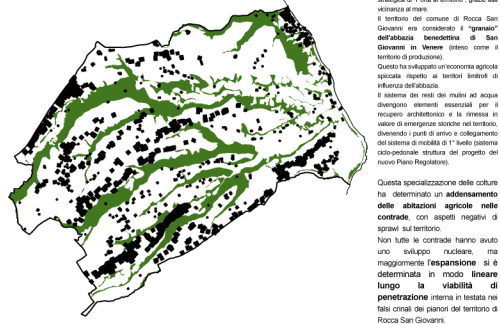 strategica di "Porta al territorio", grazie alla
vicinanza al mare.
Il territorio del comune di Rocca San
Giovanni era considerato il "granaio"
dell'abbazia benedettina di San
Giovanni in Venere (inteso come il
territorio di produzione).
Questo ha sviluppato un'economia agricola
spiccata rispetto ai territori limitrofi di
influenza dell'abbazia.
Il sistema dei resti dei mulini ad acqua
divengono elementi essenziali per il
recupero architettonico e la rimessa in
valore di emergenze storiche nel territorio,
divenendo i punti di arrivo e collegamento
del sistema di mobilità di 1° livello (sistema
ciclo-pedonale struttura del progetto del
nuovo Piano Regolatore).
Questa specializzazione delle colture
ha determinato un addensamento
delle abitazioni agricole nelle
contrade, con aspetti negativi di
sprawl sul territorio.
Non tutte le contrade hanno avuto
uno sviluppo nucleare, ma
maggiormente l'espansione si è
determinata in modo lineare
lungo la viabilità di
penetrazione interna in testata nei
falsi crinali dei pianori del territorio di
Rocca San Giovanni.